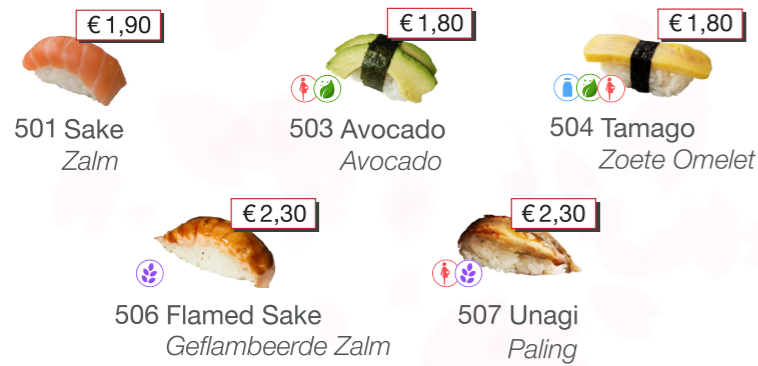 € 1,90
€ 1,80
€ 1,80
501 Sake
Zalm
503 Avocado
Avocado
504 Tamago
Zoete Omelet
€ 2,30
€ 2,30
506 Flamed Sake
Geflambeerde Zalm
507 Unagi
Paling